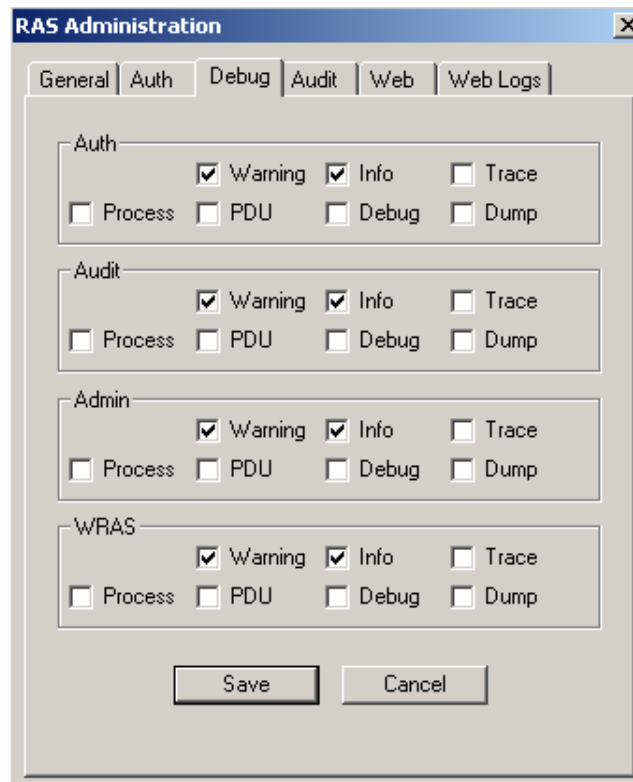 RAS Administration
General Auth Debug Audit Web Web Logs
Auth
Warning Info Trace
Process PDU Debug Dump
Audit
Warning Info Trace
Process PDU Debug Dump
Admin
Warning Info Trace
Process PDU Debug Dump
WRAS
Warning Info Trace
Process PDU Debug Dump
Save Cancel